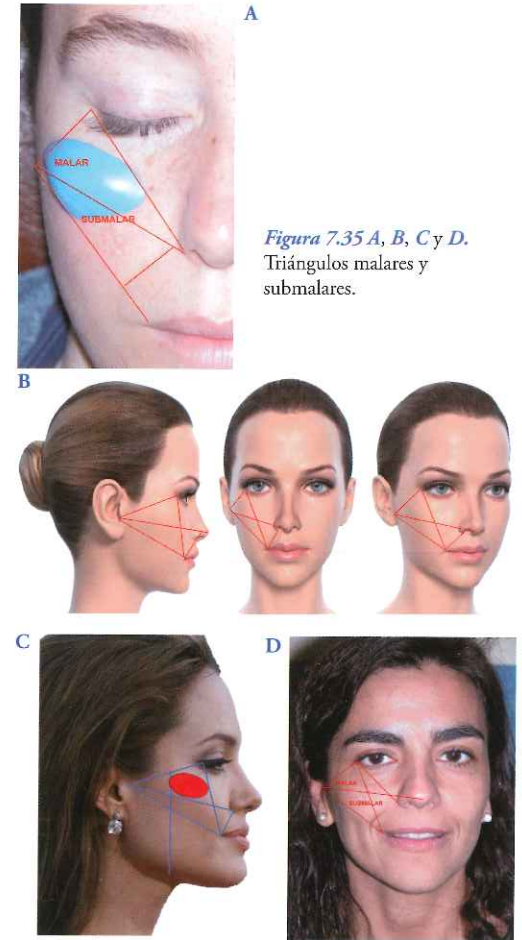 A
MALAR
SUBMALAR
Figura 7.35 A, B, C y D.
Triángulos malares y
submalares.
B
C
D
MALAR
SUBMALAR